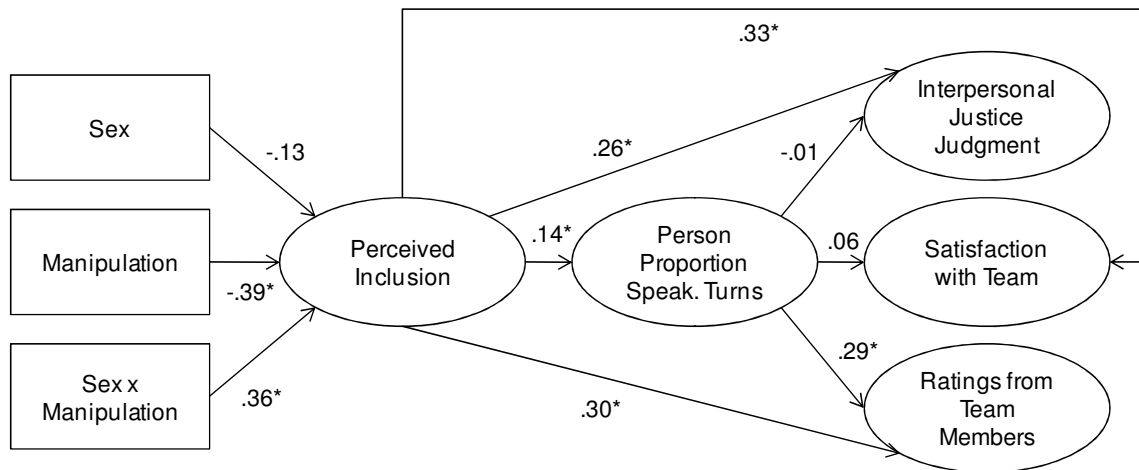 .33*
Sex
-.13
.26*
Interpersonal
Justice
Judgment
-.01
Manipulation
-.39*
Perceived
Inclusion
.14*
Person
Proportion
Speak. Turns
.06
Satisfaction
with Team
Sex x
Manipulation
.36*
.30*
.29*
Ratings from
Team
Members